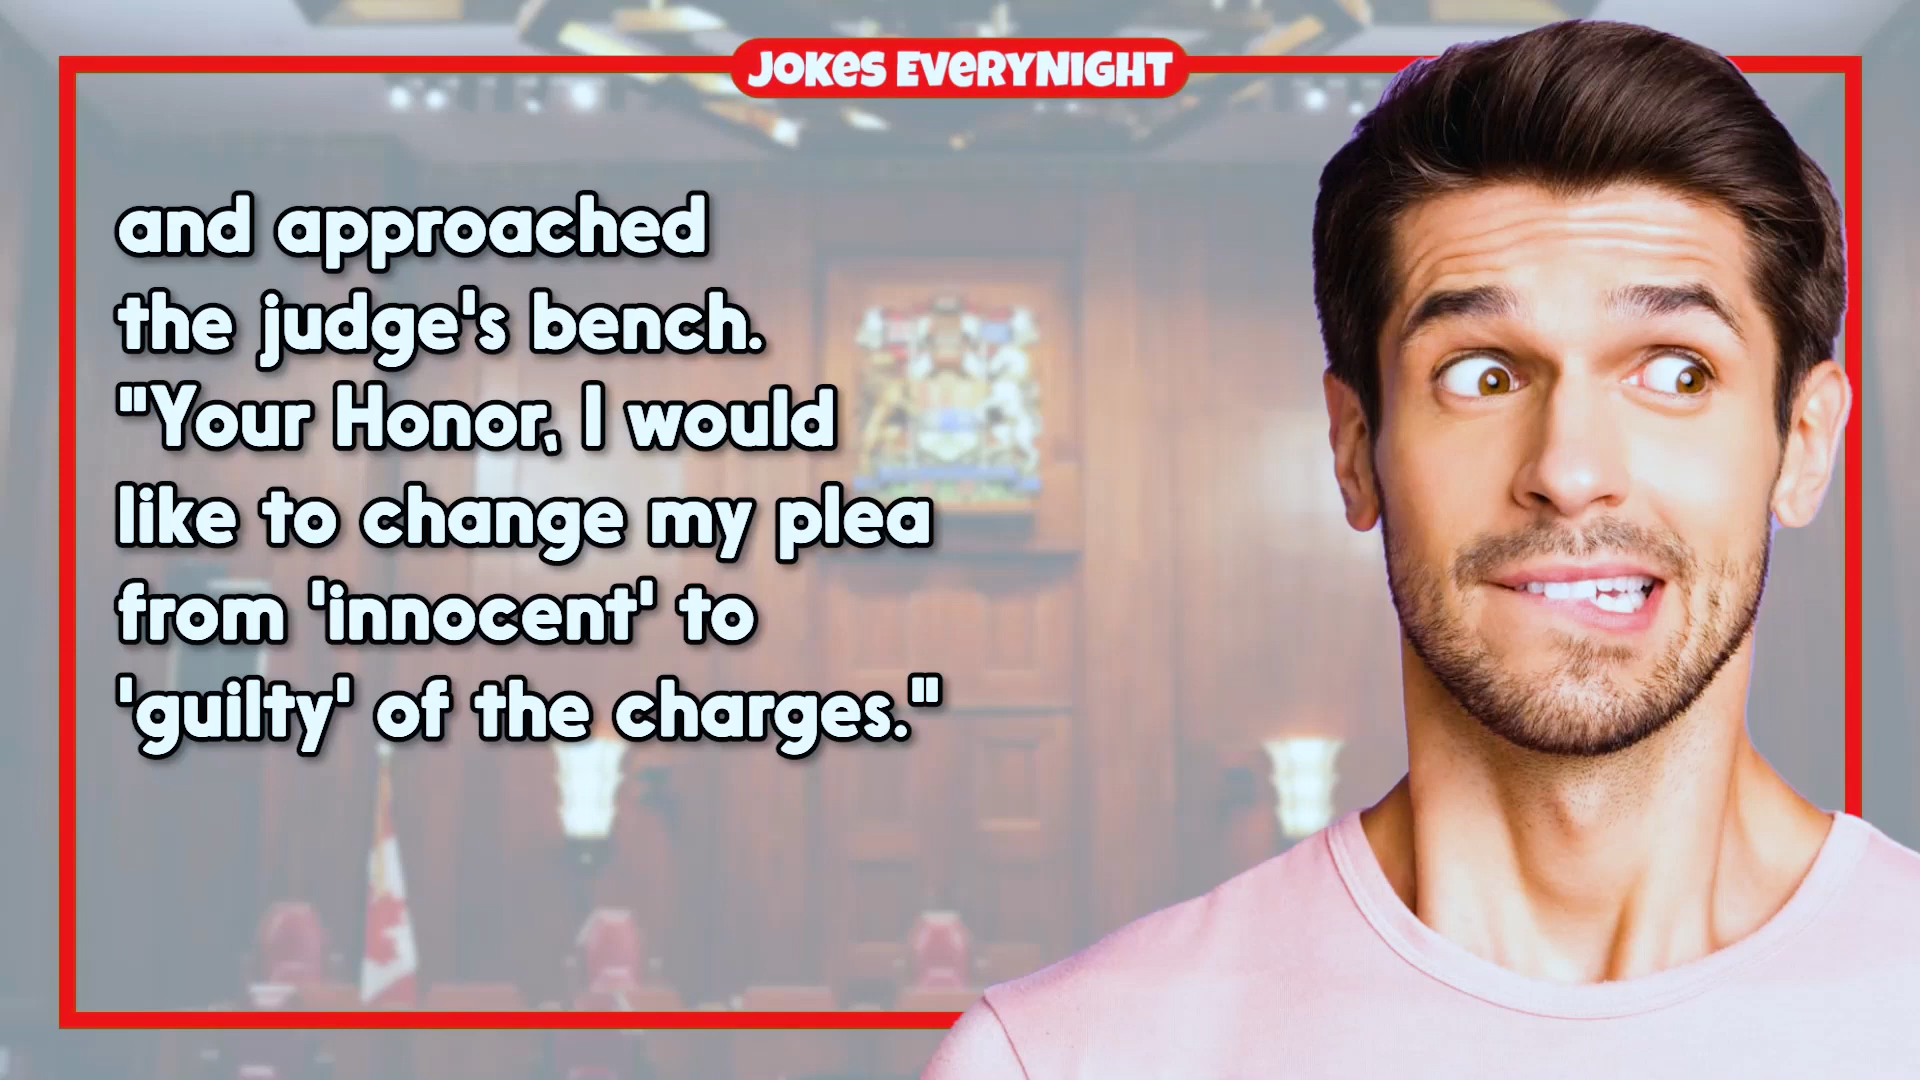 JOKES EVERYNIGHT
and approached
the judge's bench.
"Your Honor, I would
like to change my plea
from 'innocent' to
'guilty' of the charges."